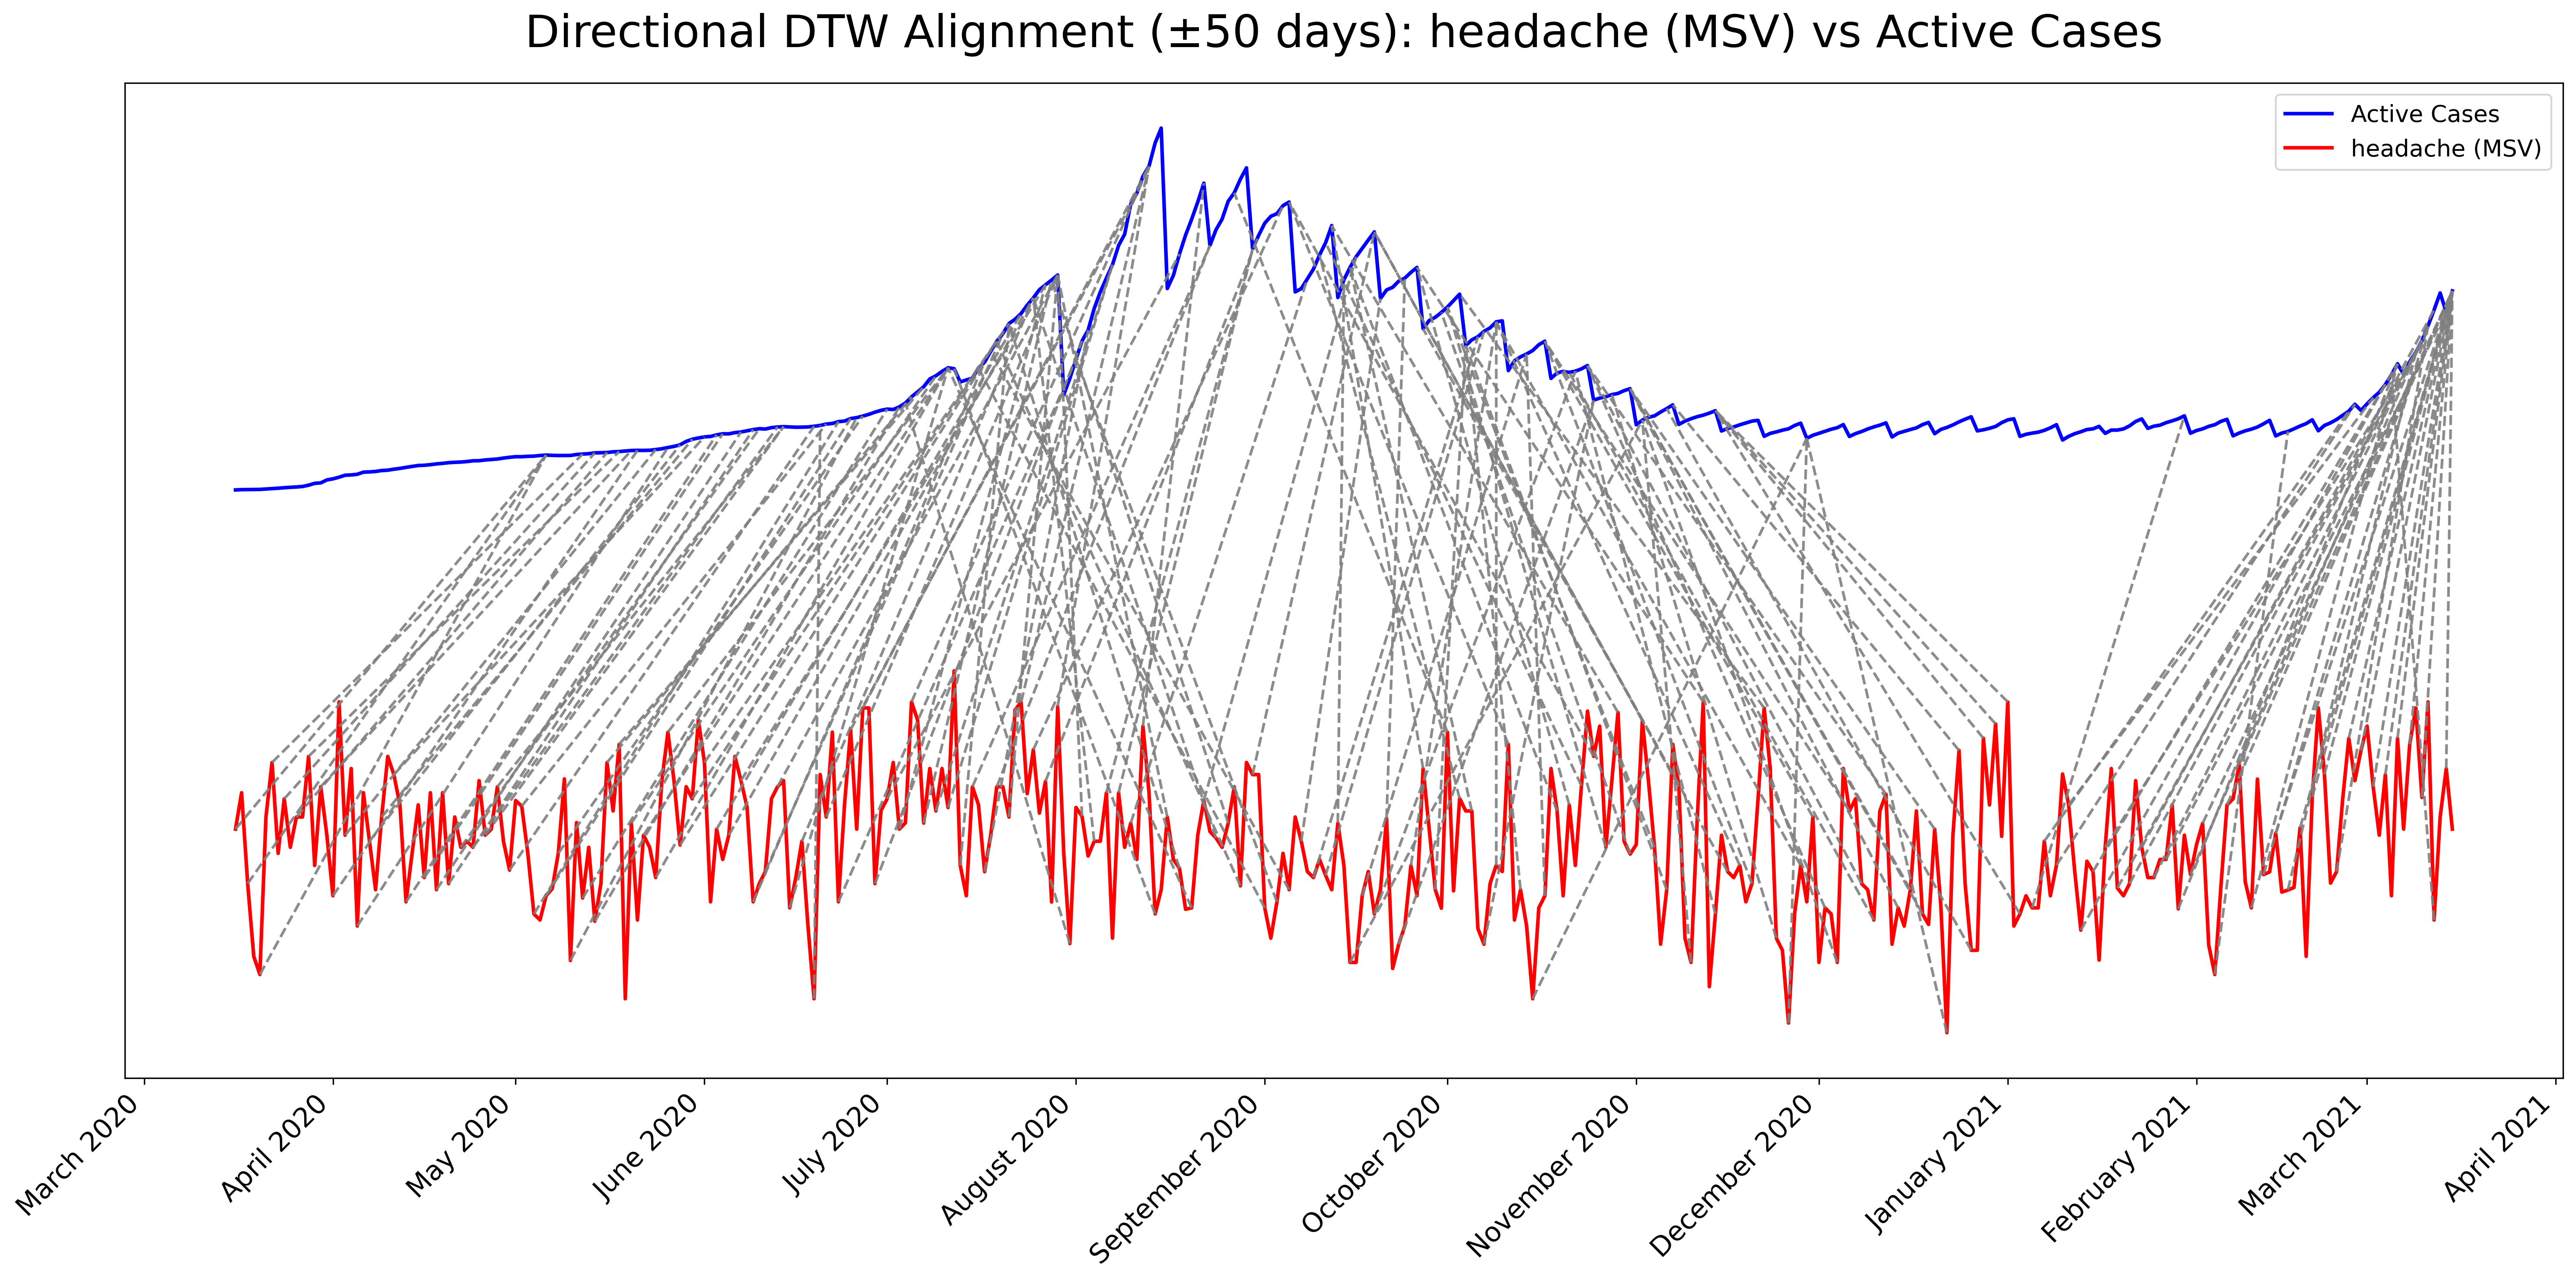 Directional DTW Alignment (±50 days): headache (MSV) vs Active Cases
Active Cases
headache (MSV)
March 2020
April 2020
May 2020
June 2020
July 2020
August 2020
September 2020
October 2020
November 2020
December 2020
January 2021
February 2021
March 2021
April 2021